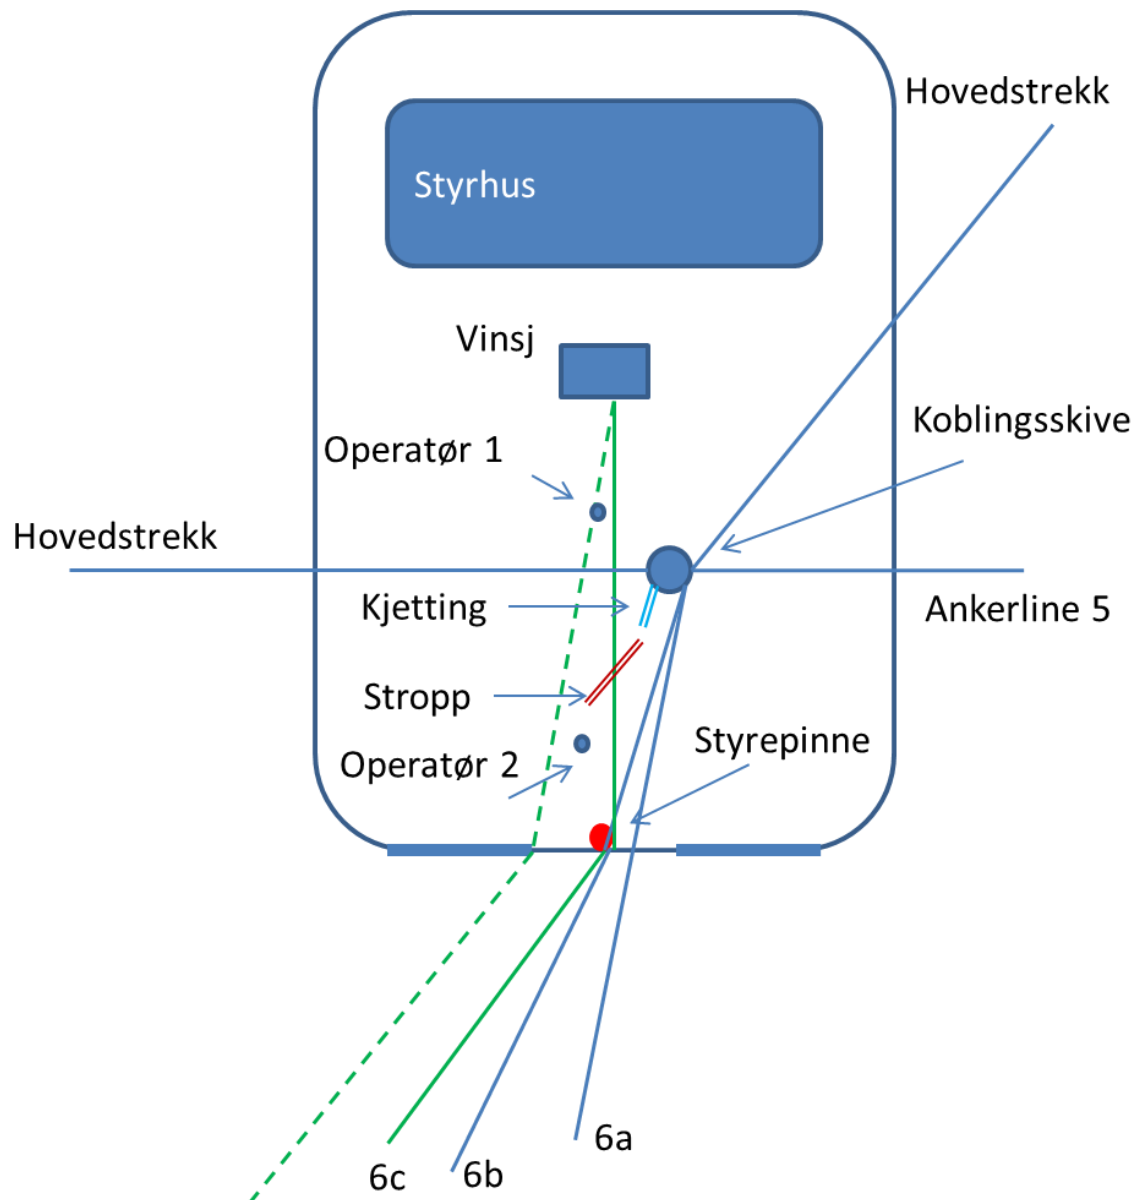 Hovedstrekk
Styrhus
Vinsj
Koblingsskive
Operatør 1
Hovedstrekk
Kjetting
Ankerline 5
Stropp
Styrepinne
Operatør 2
6a
6c
6b